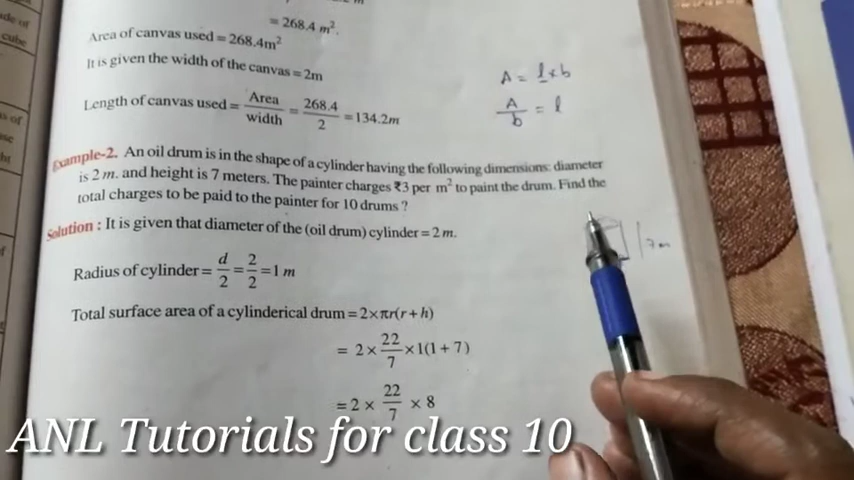 = 268.4 m².
Area of canvas used = 268.4m²
It is given the width of the canvas = 2m
Length of canvas used = Area/width = 268.4/2 = 134.2m
A = l × b
A/b = l
Example-2. An oil drum is in the shape of a cylinder having the following dimensions: diameter
is 2 m. and height is 7 meters. The painter charges ₹3 per m² to paint the drum. Find the
total charges to be paid to the painter for 10 drums ?
Solution : It is given that diameter of the (oil drum) cylinder = 2 m.
7m
Radius of cylinder = d/2 = 2/2 = 1 m
Total surface area of a cylinderical drum = 2×πr(r + h)
= 2× 22/7 ×1(1 + 7)
= 2 × 22/7 × 8
ANL Tutorials for class 10
ade of
cube